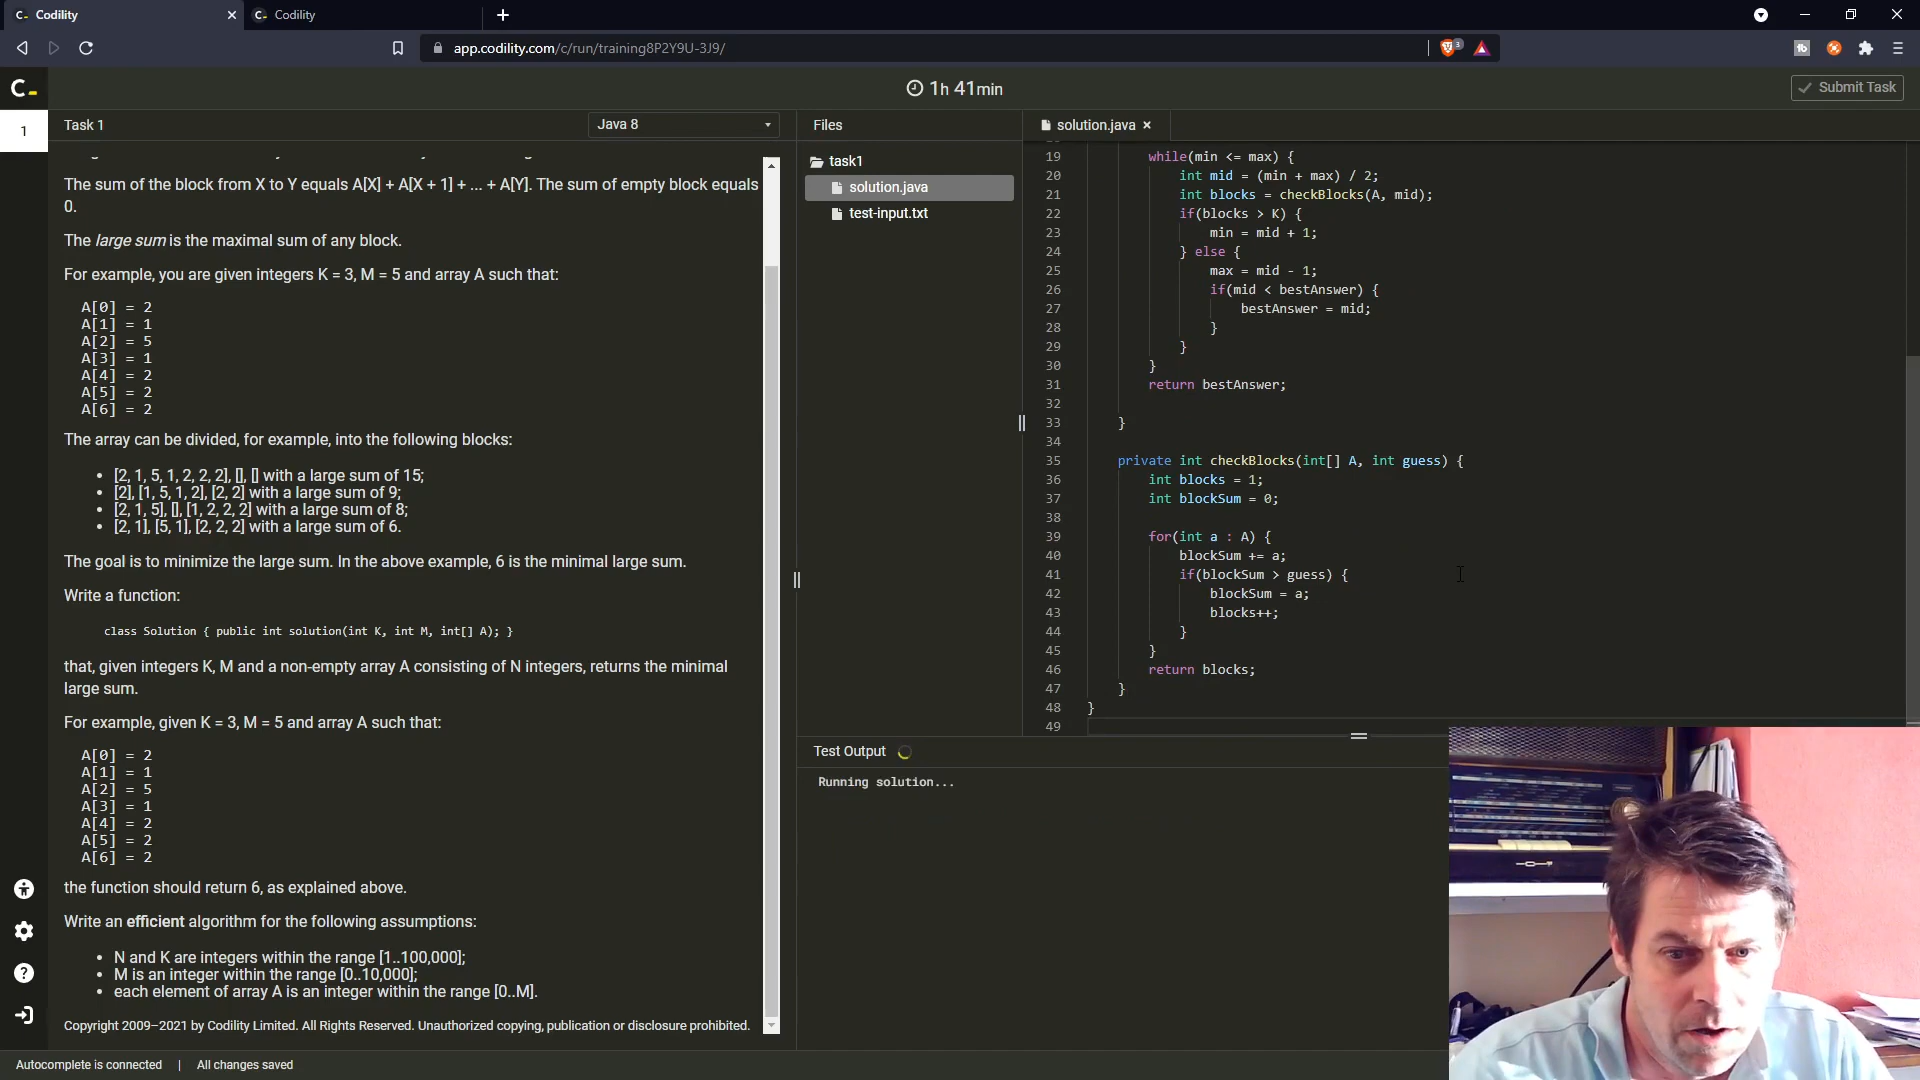 Codility
Codility
app.codility.com/c/run/training8P2Y9U-3J9/
3
C
1h 41min
Submit Task
1
Task 1
Java 8
Files
solution.java
task1
solution.java
test-input.txt
The sum of the block from X to Y equals A[X] + A[X + 1] + ... + A[Y]. The sum of empty block equals
0.
The large sum is the maximal sum of any block.
For example, you are given integers K = 3, M = 5 and array A such that:
A[0] = 2
A[1] = 1
A[2] = 5
A[3] = 1
A[4] = 2
A[5] = 2
A[6] = 2
The array can be divided, for example, into the following blocks:
• [2, 1, 5, 1, 2, 2, 2], [], [] with a large sum of 15;
• [2], [1, 5, 1, 2], [2, 2] with a large sum of 9;
• [2, 1, 5], [], [1, 2, 2, 2] with a large sum of 8;
• [2, 1], [5, 1], [2, 2, 2] with a large sum of 6.
The goal is to minimize the large sum. In the above example, 6 is the minimal large sum.
Write a function:
class Solution { public int solution(int K, int M, int[] A); }
that, given integers K, M and a non-empty array A consisting of N integers, returns the minimal
large sum.
For example, given K = 3, M = 5 and array A such that:
A[0] = 2
A[1] = 1
A[2] = 5
A[3] = 1
A[4] = 2
A[5] = 2
A[6] = 2
the function should return 6, as explained above.
Write an efficient algorithm for the following assumptions:
• N and K are integers within the range [1..100,000];
• M is an integer within the range [0..10,000];
• each element of array A is an integer within the range [0..M].
Copyright 2009–2021 by Codility Limited. All Rights Reserved. Unauthorized copying, publication or disclosure prohibited.
19 while(min <= max) {
20 int mid = (min + max) / 2;
21 int blocks = checkBlocks(A, mid);
22 if(blocks > K) {
23 min = mid + 1;
24 } else {
25 max = mid - 1;
26 if(mid < bestAnswer) {
27 bestAnswer = mid;
28 }
29 }
30 }
31 return bestAnswer;
32
33 }
34
35 private int checkBlocks(int[] A, int guess) {
36 int blocks = 1;
37 int blockSum = 0;
38
39 for(int a : A) {
40 blockSum += a;
41 if(blockSum > guess) {
42 blockSum = a;
43 blocks++;
44 }
45 }
46 return blocks;
47 }
48 }
49
Test Output
Running solution...
Autocomplete is connected | All changes saved